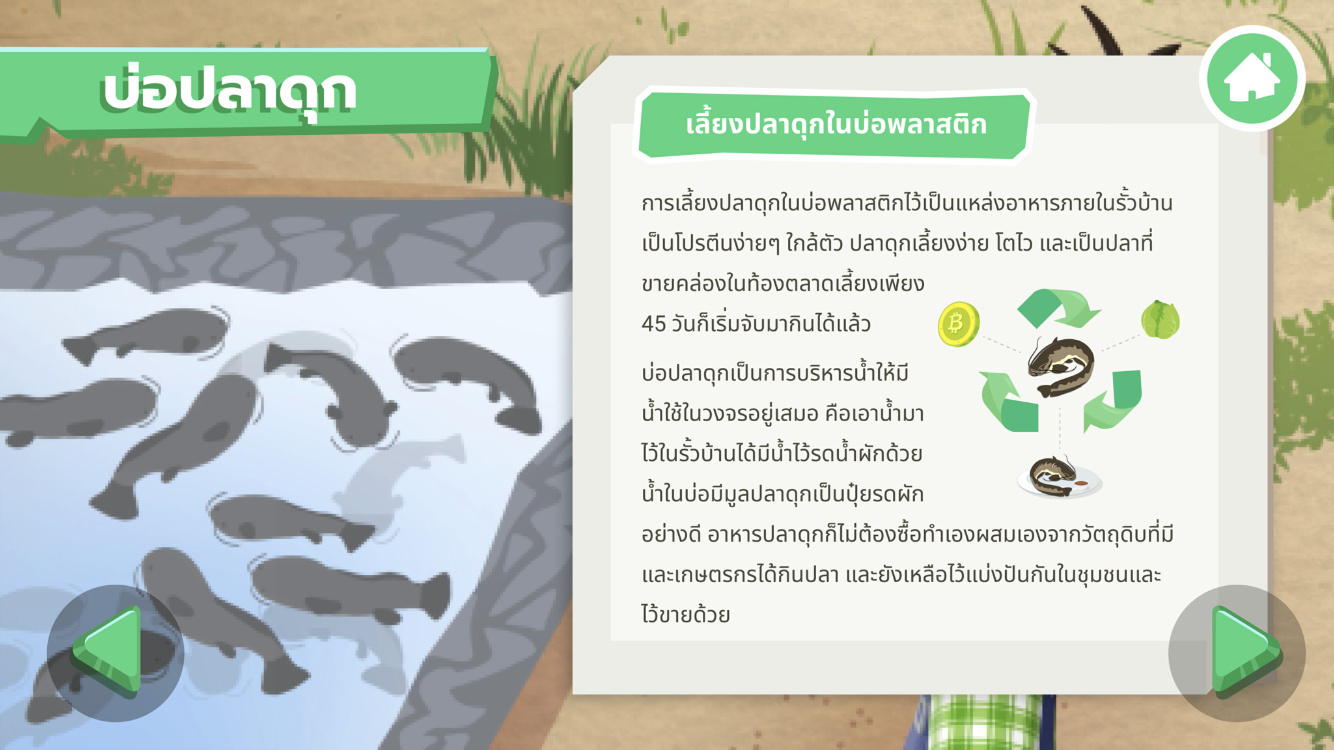 บ่อปลาดุก
เลี้ยงปลาดุกในบ่อพลาสติก
การเลี้ยงปลาดุกในบ่อพลาสติกไว้เป็นแหล่งอาหารภายในรั้วบ้าน
เป็นโปรตีนง่ายๆ ใกล้ตัว ปลาดุกเลี้ยงง่าย โตไว และเป็นปลาที่
ขายคล่องในท้องตลาดเลี้ยงเพียง
45 วันก็เริ่มจับมากินได้แล้ว
บ่อปลาดุกเป็นการบริหารน้ำให้มี
น้ำใช้ในวงจรอยู่เสมอ คือเอาน้ำมา
ไว้ในรั้วบ้านได้มีน้ำไว้รดน้ำผักด้วย
น้ำในบ่อมีมูลปลาดุกเป็นปุ๋ยรดผัก
อย่างดี อาหารปลาดุกก็ไม่ต้องซื้อทำเองผสมเองจากวัตถุดิบที่มี
และเกษตรกรได้กินปลา และยังเหลือไว้แบ่งปันกันในชุมชนและ
ไว้ขายด้วย